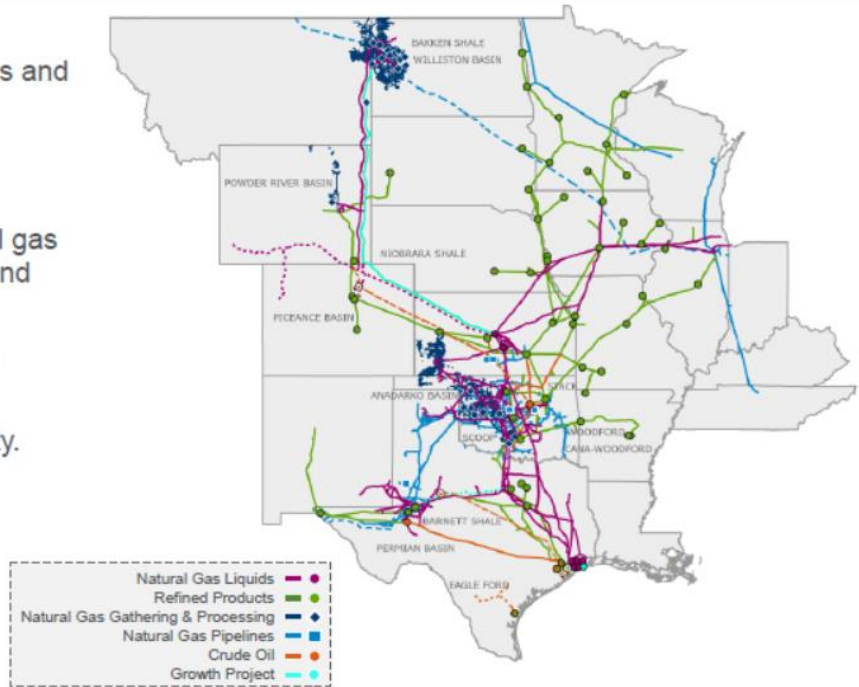 s and
l gas
nd
y.
BAKKEN SHALE
WILLISTON BASIN
POWDER RIVER BASIN
NIOBRARA SHALE
PICEANCE BASIN
ANADARKO BASIN
STACK
SCOOP
WOODFORD
CANA-WOODFORD
BARNETT SHALE
PERMIAN BASIN
EAGLE FORD
Natural Gas Liquids
Refined Products
Natural Gas Gathering & Processing
Natural Gas Pipelines
Crude Oil
Growth Project